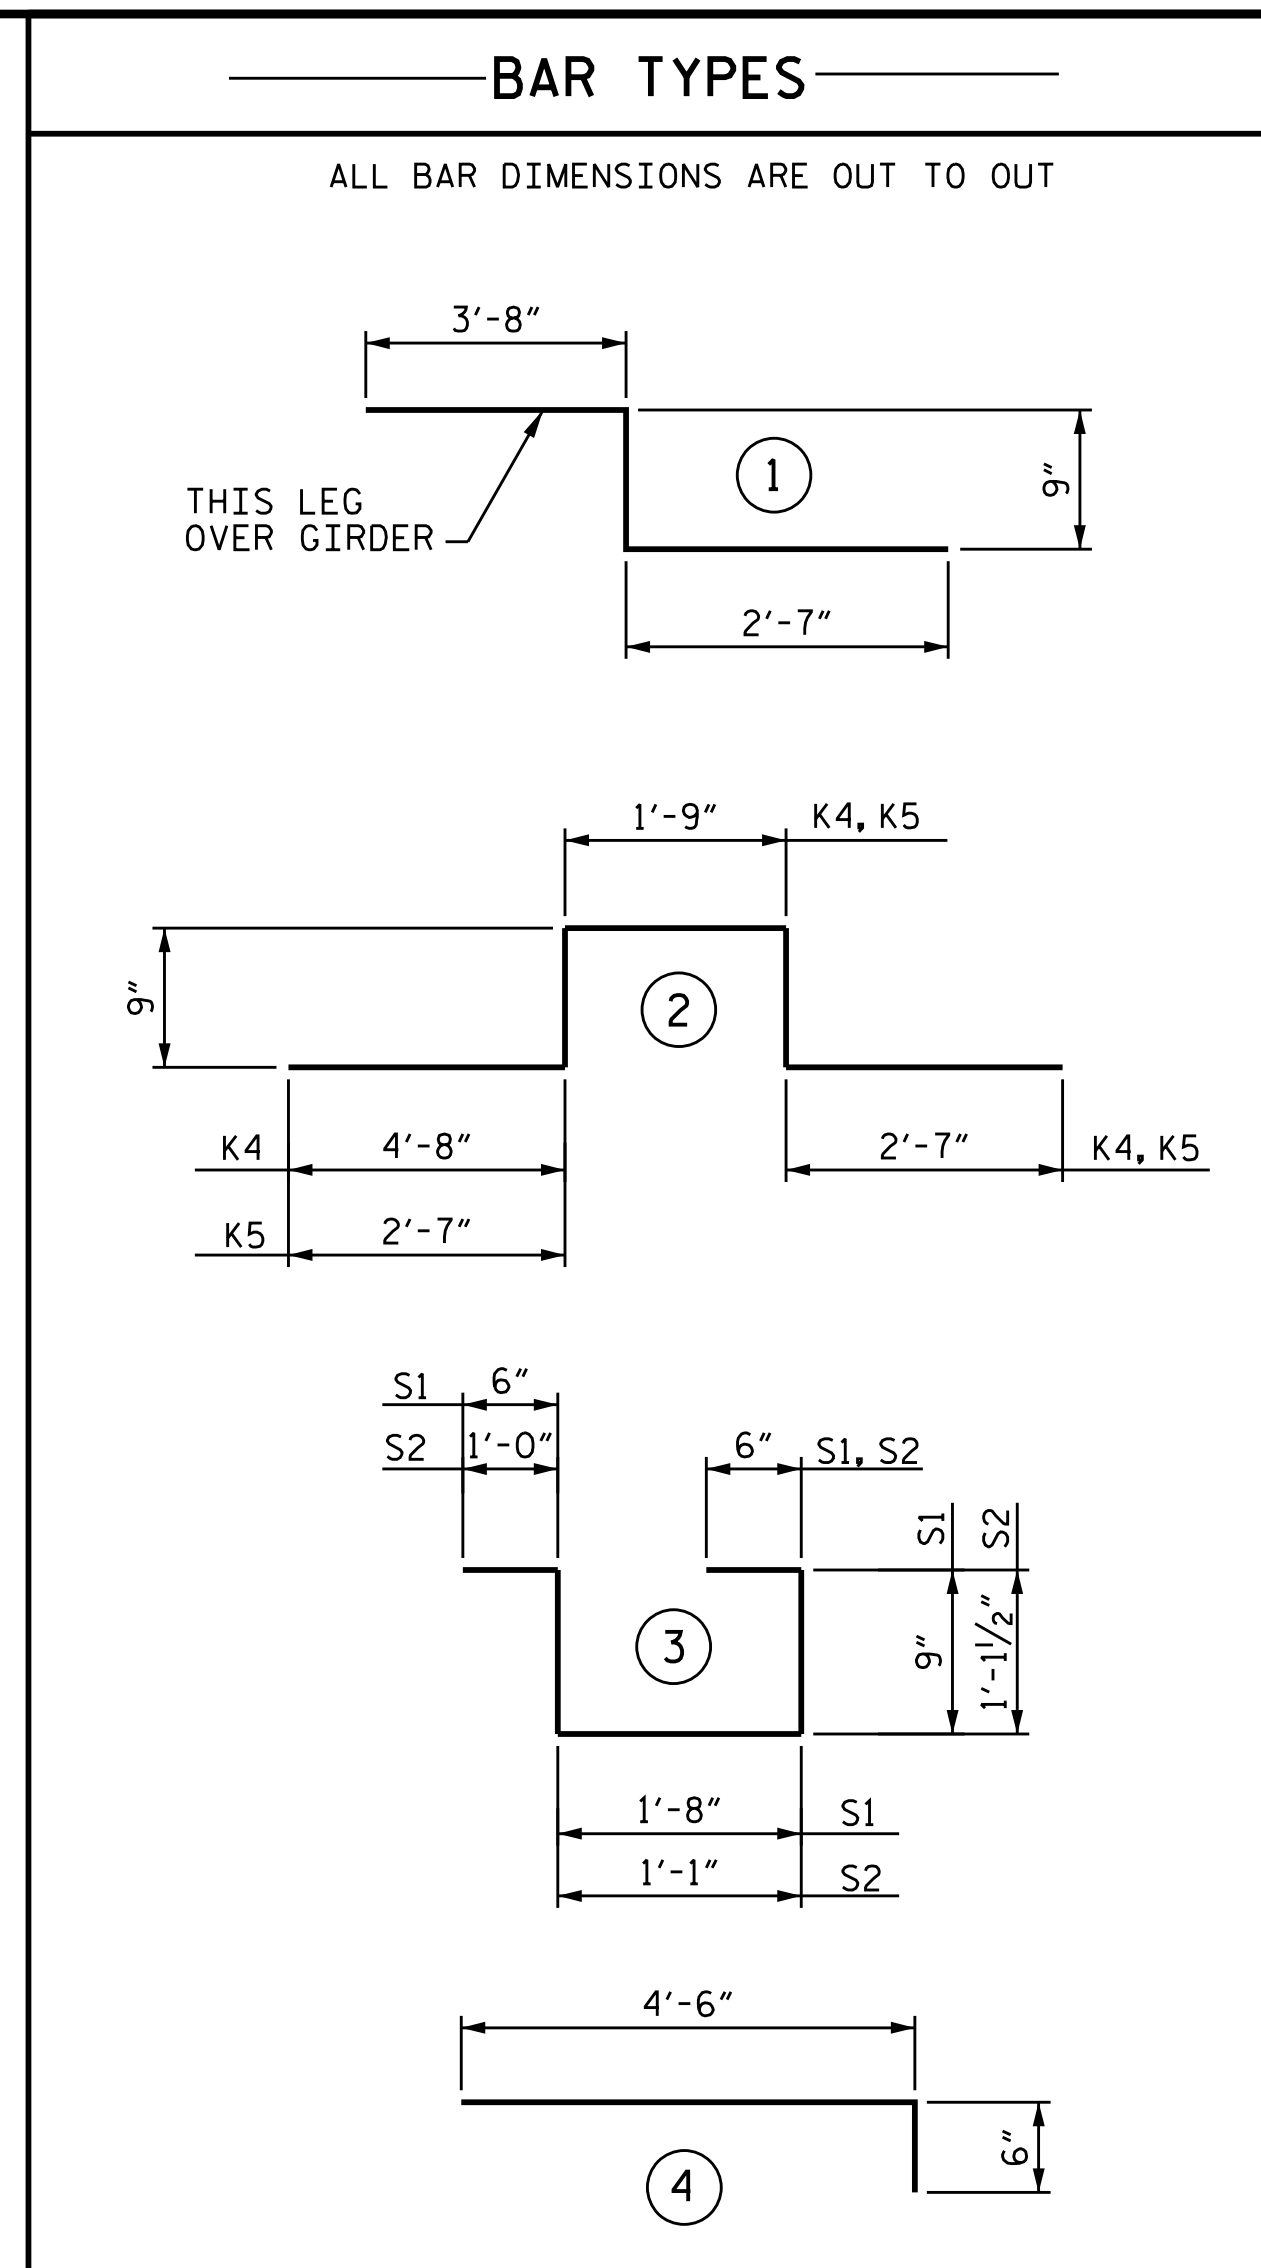 BAR TYPES
ALL BAR DIMENSIONS ARE OUT TO OUT
3'-8"
1
9"
THIS LEG
OVER GIRDER
2'-7"
1'-9" K4, K5
9"
2
K4 4'-8" 2'-7" K4, K5
K5 2'-7"
S1 6"
S2 1'-0" 6" S1, S2
S1 S2
3
9" 1'-1 1/2"
1'-8" S1
1'-1" S2
4'-6"
6"
4